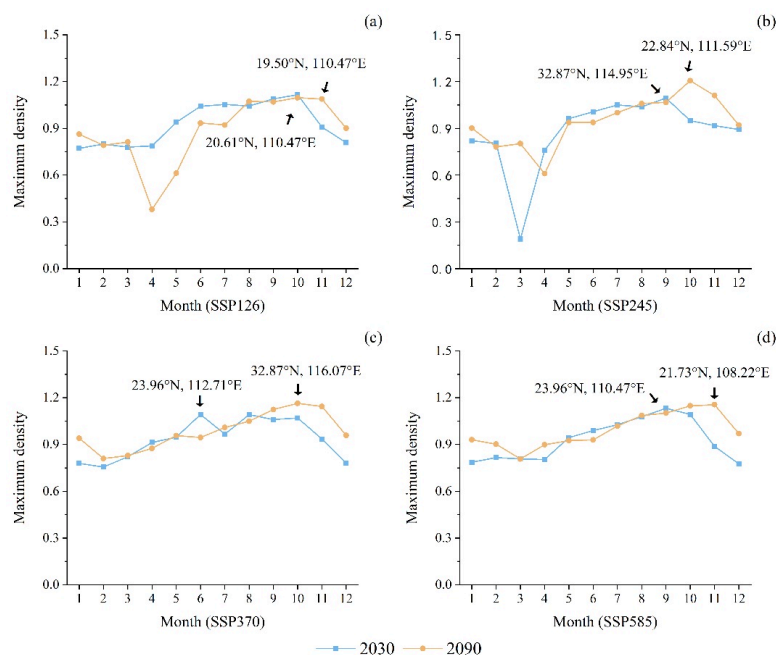 (a)
1.5
1.2
0.9
0.6
0.3
0.0
Maximum density
19.50°N, 110.47°E
20.61°N, 110.47°E
1 2 3 4 5 6 7 8 9 10 11 12
Month (SSP126)
(b)
1.5
1.2
0.9
0.6
0.3
0.0
Maximum density
22.84°N, 111.59°E
32.87°N, 114.95°E
1 2 3 4 5 6 7 8 9 10 11 12
Month (SSP245)
(c)
1.5
1.2
0.9
0.6
0.3
0.0
Maximum density
32.87°N, 116.07°E
23.96°N, 112.71°E
1 2 3 4 5 6 7 8 9 10 11 12
Month (SSP370)
(d)
1.5
1.2
0.9
0.6
0.3
0.0
Maximum density
21.73°N, 108.22°E
23.96°N, 110.47°E
1 2 3 4 5 6 7 8 9 10 11 12
Month (SSP585)
2030 2090